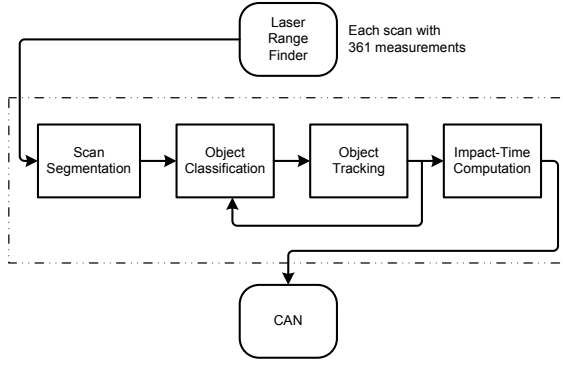 Laser
Range
Finder
Each scan with
361 measurements
Scan
Segmentation
Object
Classification
Object
Tracking
Impact-Time
Computation
CAN